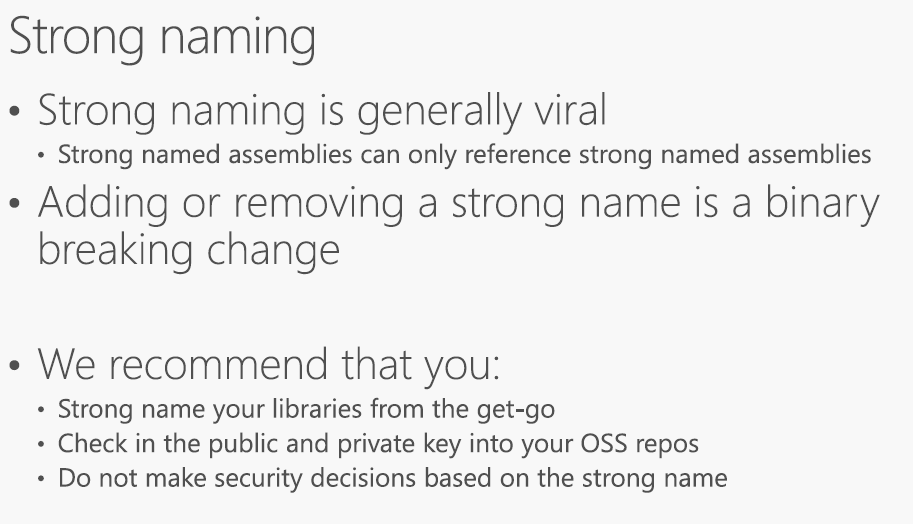 Strong naming
• Strong naming is generally viral
• Strong named assemblies can only reference strong named assemblies
• Adding or removing a strong name is a binary
breaking change
• We recommend that you:
• Strong name your libraries from the get-go
• Check in the public and private key into your OSS repos
• Do not make security decisions based on the strong name